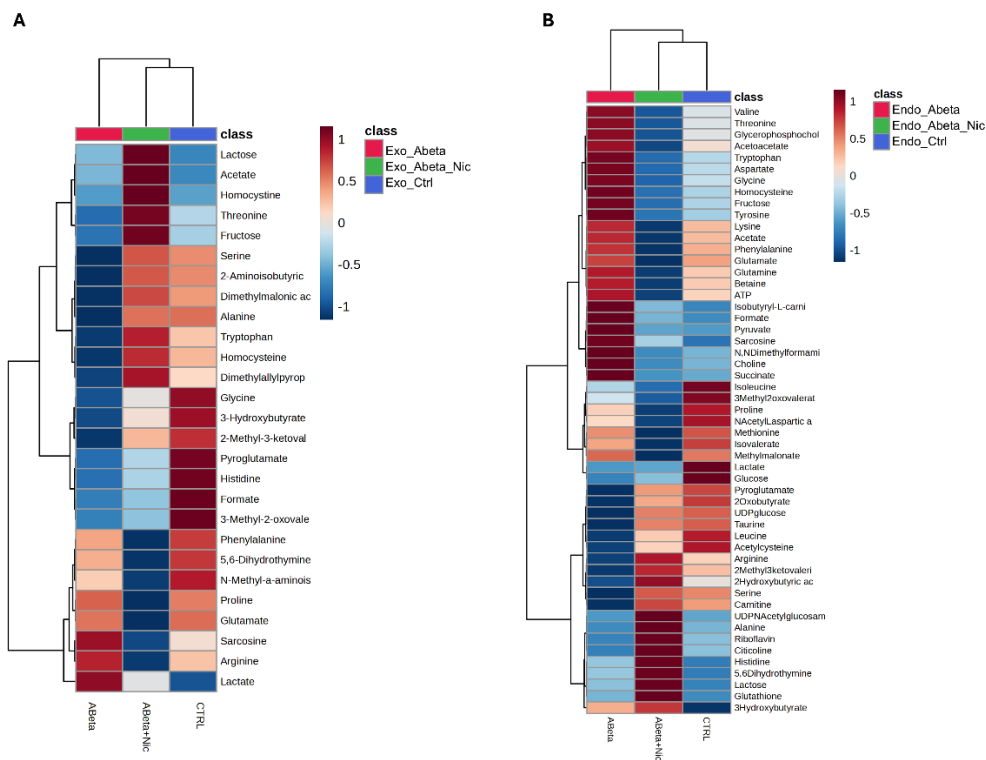 A
class
Lactose
Acetate
Homocystine
Threonine
Fructose
Serine
2-Aminoisobutyric
Dimethylmalonic ac
Alanine
Tryptophan
Homocysteine
Dimethylallylpyrop
Glycine
3-Hydroxybutyrate
2-Methyl-3-ketoval
Pyroglutamate
Histidine
Formate
3-Methyl-2-oxovale
Phenylalanine
5,6-Dihydrothymine
N-Methyl-a-aminois
Proline
Glutamate
Sarcosine
Arginine
Lactate
ABeta
ABeta+Nic
CTRL
1
0.5
0
-0.5
-1
class
Exo_Abeta
Exo_Abeta_Nic
Exo_Ctrl
B
class
Valine
Threonine
Glycerophosphochol
Acetoacetate
Tryptophan
Aspartate
Glycine
Homocysteine
Fructose
Tyrosine
Lysine
Acetate
Phenylalanine
Glutamate
Glutamine
Betaine
ATP
Isobutyryl-L-carni
Formate
Pyruvate
Sarcosine
N,NDimethylformami
Choline
Succinate
Isoleucine
3Methyl2oxovalerat
Proline
NAcetylLaspartic a
Methionine
Isovalerate
Methylmalonate
Lactate
Glucose
Pyroglutamate
2Oxobutyrate
UDPglucose
Taurine
Leucine
Acetylcysteine
Arginine
2Methyl3ketovaleri
2Hydroxybutyric ac
Serine
Carnitine
UDPNAcetylglucosam
Alanine
Riboflavin
Citicoline
Histidine
5,6Dihydrothymine
Lactose
Glutathione
3Hydroxybutyrate
ABeta
ABeta+Nic
CTRL
1
0.5
0
-0.5
-1
class
Endo_Abeta
Endo_Abeta_Nic
Endo_Ctrl